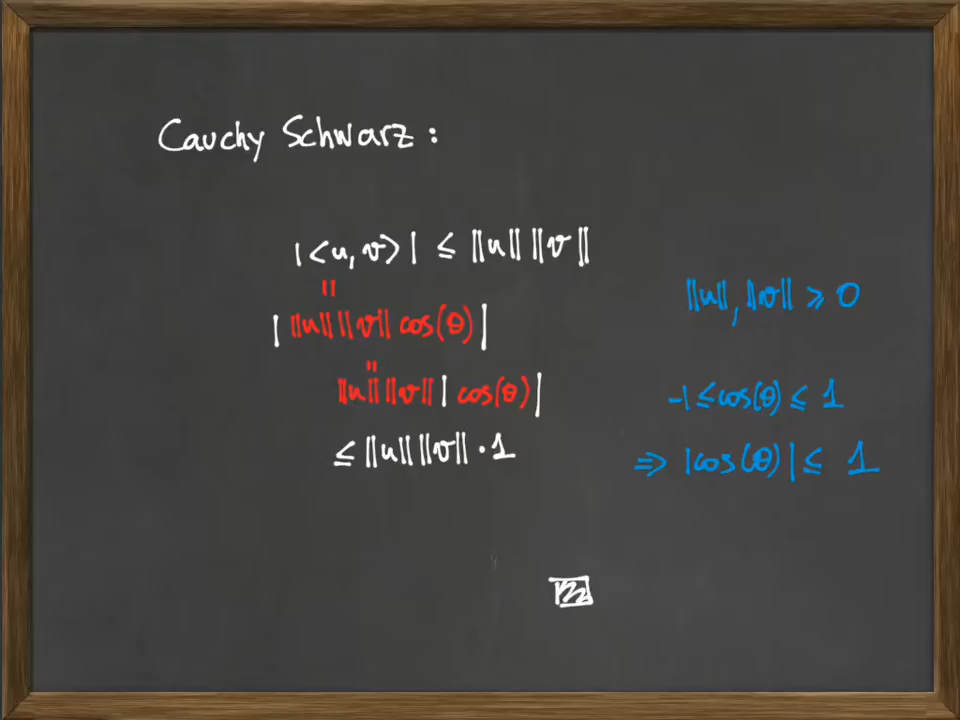 Cauchy Schwarz :
|<u, v>| ≤ ||u|| ||v||
||u||, ||v|| ≥ 0
"
| ||u|| ||v|| cos(θ) |
"
||u|| ||v|| | cos(θ) |
-1 ≤ cos(θ) ≤ 1
≤ ||u|| ||v|| · 1
⇒ |cos(θ)| ≤ 1